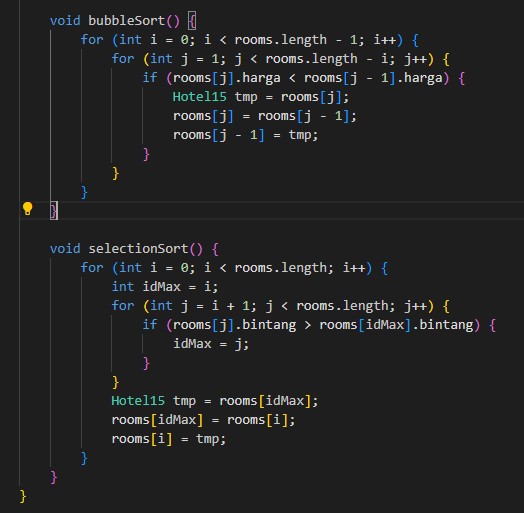 void bubbleSort() {
for (int i = 0; i < rooms.length - 1; i++) {
for (int j = 1; j < rooms.length - i; j++) {
if (rooms[j].harga < rooms[j - 1].harga) {
Hotel15 tmp = rooms[j];
rooms[j] = rooms[j - 1];
rooms[j - 1] = tmp;
}
}
}
}
void selectionSort() {
for (int i = 0; i < rooms.length; i++) {
int idMax = i;
for (int j = i + 1; j < rooms.length; j++) {
if (rooms[j].bintang > rooms[idMax].bintang) {
idMax = j;
}
}
Hotel15 tmp = rooms[idMax];
rooms[idMax] = rooms[i];
rooms[i] = tmp;
}
}
}